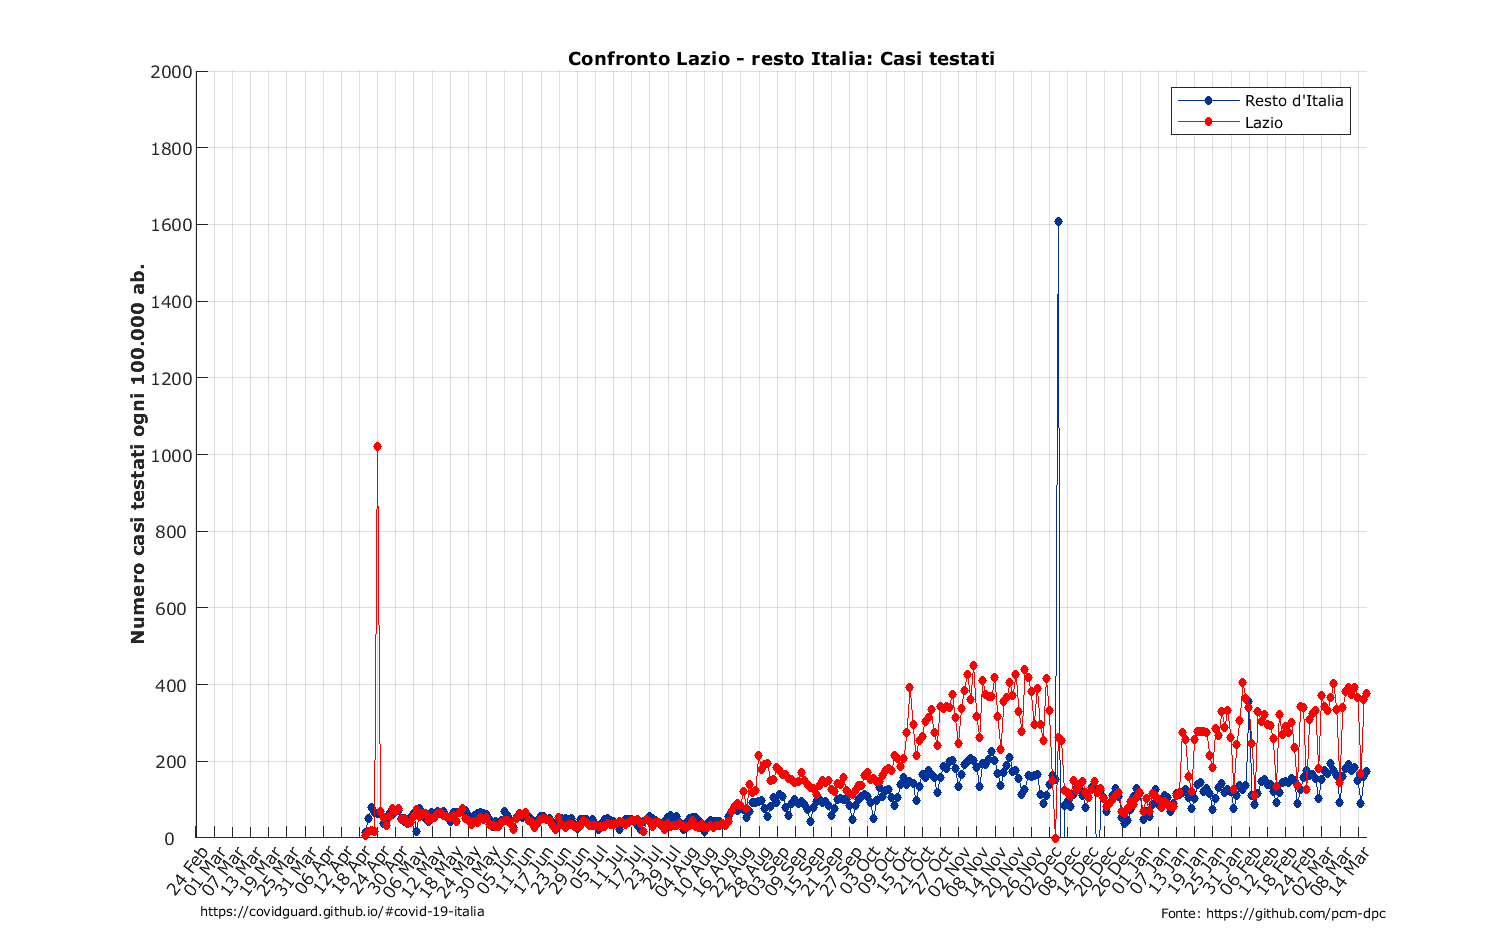 Confronto Lazio - resto Italia: Casi testati
Resto d'Italia
Lazio
Numero casi testati ogni 100.000 ab.
2000
1800
1600
1400
1200
1000
800
600
400
200
0
24 Feb
01 Mar
07 Mar
13 Mar
19 Mar
25 Mar
31 Mar
06 Apr
12 Apr
18 Apr
24 Apr
30 Apr
06 May
12 May
18 May
24 May
30 May
05 Jun
11 Jun
17 Jun
23 Jun
29 Jun
05 Jul
11 Jul
17 Jul
23 Jul
29 Jul
04 Aug
10 Aug
16 Aug
22 Aug
28 Aug
03 Sep
09 Sep
15 Sep
21 Sep
27 Sep
03 Oct
09 Oct
15 Oct
21 Oct
27 Oct
02 Nov
08 Nov
14 Nov
20 Nov
26 Nov
02 Dec
08 Dec
14 Dec
20 Dec
26 Dec
01 Jan
07 Jan
13 Jan
19 Jan
25 Jan
31 Jan
06 Feb
12 Feb
18 Feb
24 Feb
02 Mar
08 Mar
14 Mar
https://covidguard.github.io/#covid-19-italia
Fonte: https://github.com/pcm-dpc